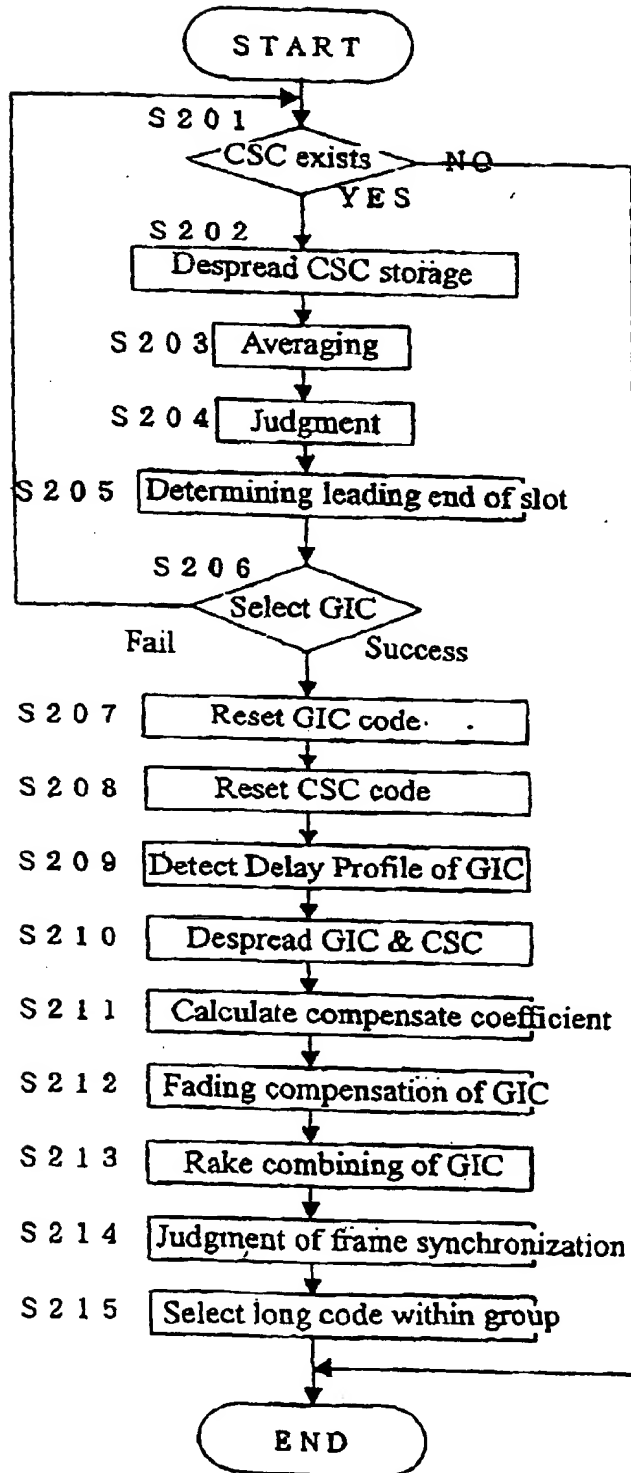 START
S201
CSC exists NO
YES
S202
Despread CSC storage
S203 Averaging
S204 Judgment
S205 Determining leading end of slot
S206
Select GIC
Fail Success
S207 Reset GIC code
S208 Reset CSC code
S209 Detect Delay Profile of GIC
S210 Despread GIC & CSC
S211 Calculate compensate coefficient
S212 Fading compensation of GIC
S213 Rake combining of GIC
S214 Judgment of frame synchronization
S215 Select long code within group
END